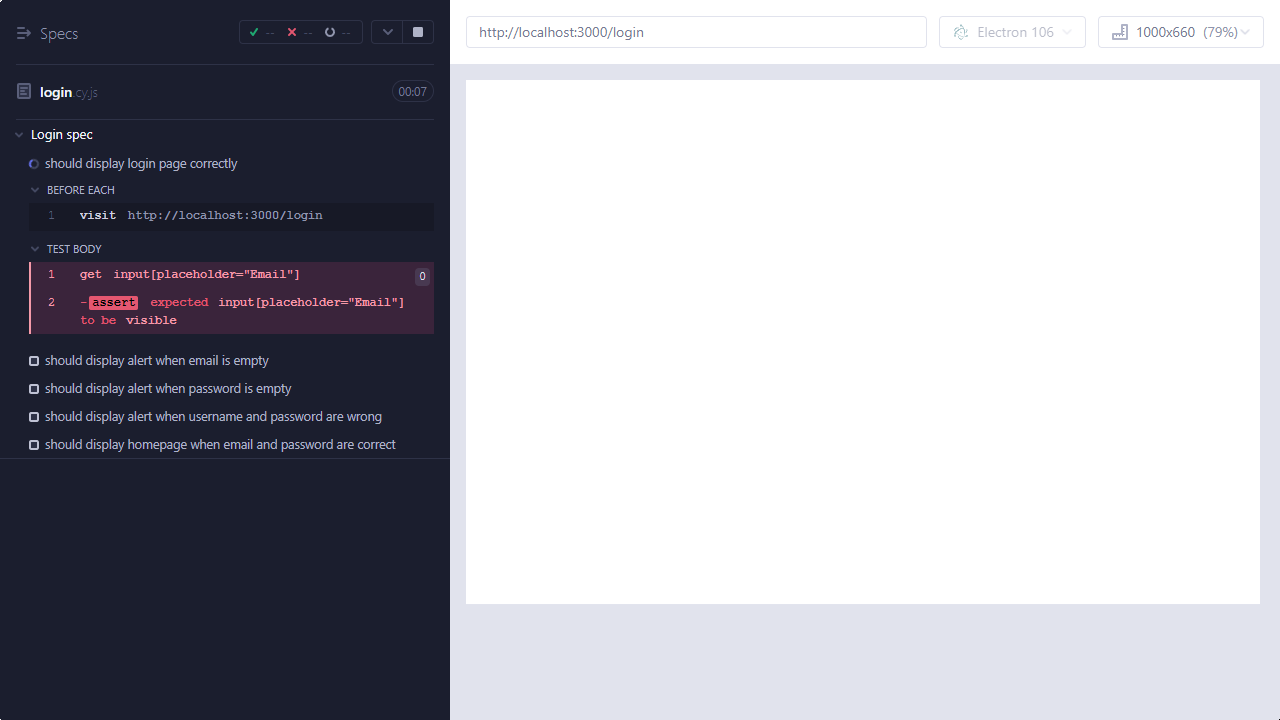 Specs
-- -- --
login.cy.js
00:07
Login spec
should display login page correctly
BEFORE EACH
1 visit http://localhost:3000/login
TEST BODY
1 get input[placeholder="Email"] 0
2 -assert expected input[placeholder="Email"]
to be visible
should display alert when email is empty
should display alert when password is empty
should display alert when username and password are wrong
should display homepage when email and password are correct
http://localhost:3000/login
Electron 106
1000x660 (79%)